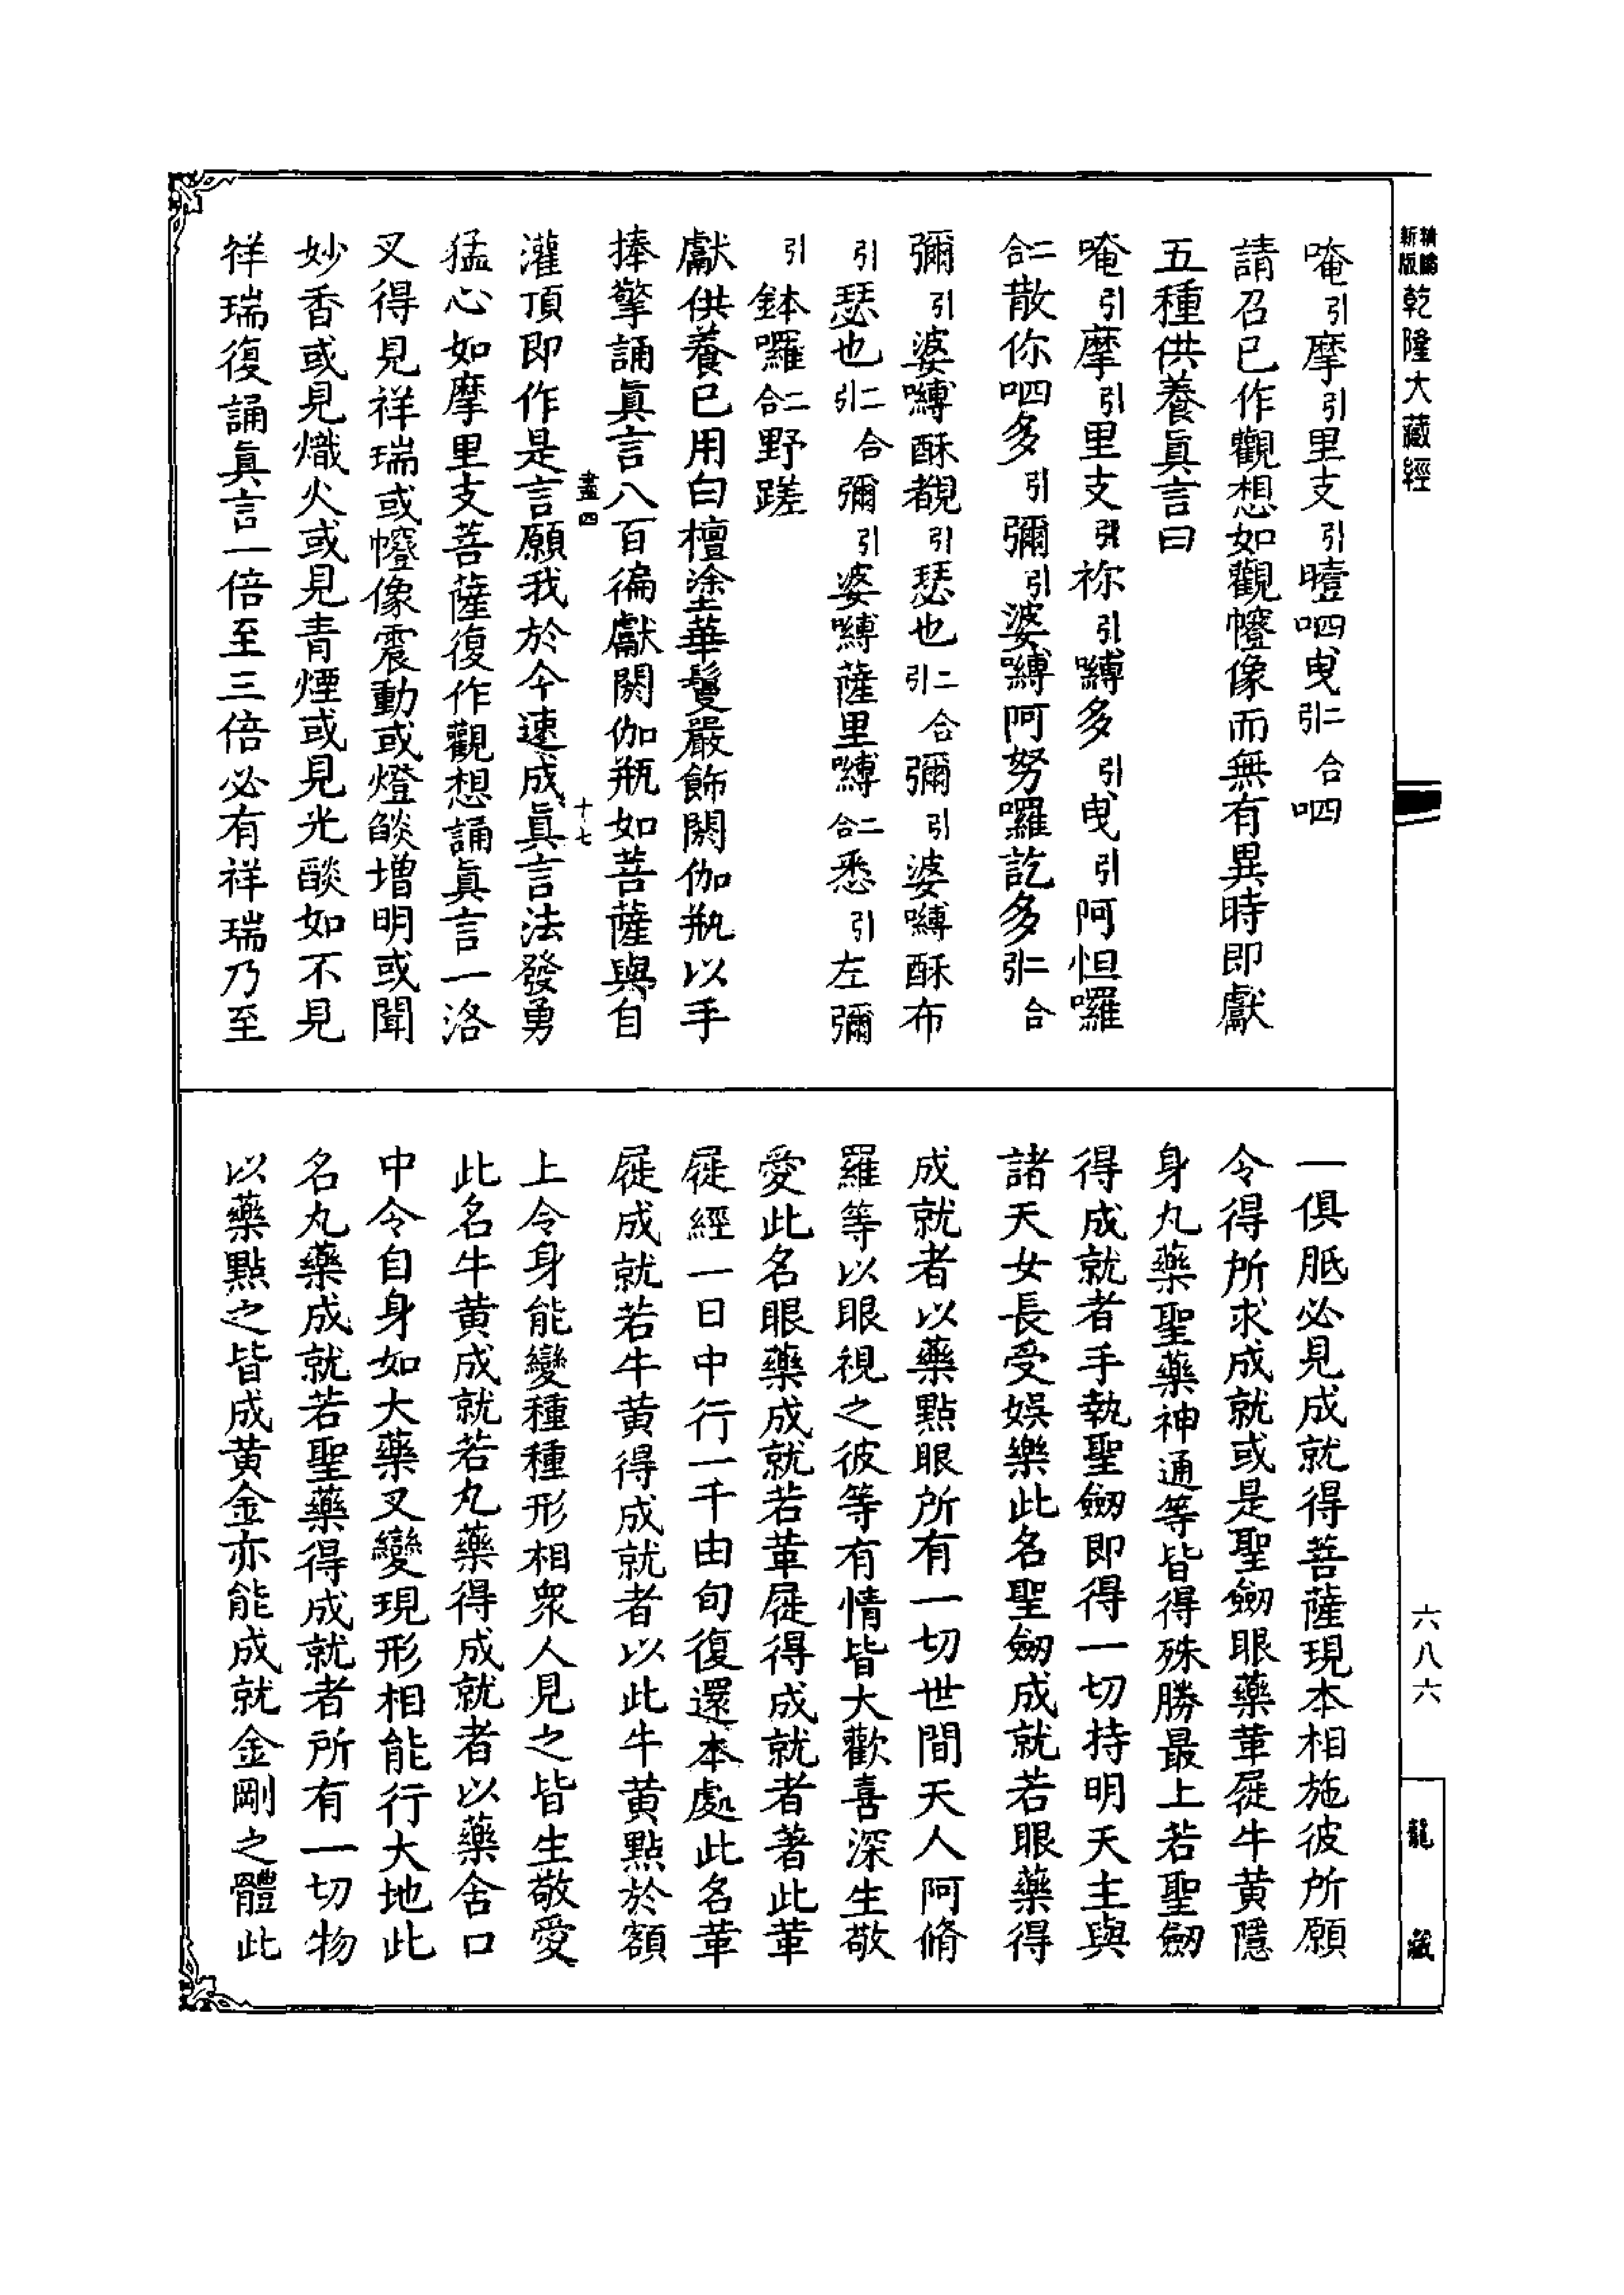 新版精縮乾隆大藏經
唵引摩引里支引曀呬曳二合引呬
請召已作觀想如觀㡧像而無有異時即獻
五種供養真言曰
唵引摩引里支引祢引嚩多引曳引阿怛囉
二合散你呬多引彌引婆嚩阿努囉訖多二合引
彌引婆嚩酥覩引瑟也二合引彌引婆嚩酥布
引瑟也二合引彌引婆嚩薩里嚩二合悉引左彌
引鉢囉二合野蹉
獻供養已用白檀塗華鬘嚴飾閼伽瓶以手
捧擎誦真言八百徧獻閼伽瓶如菩薩與自
盡四 十七
灌頂即作是言願我於今速成真言法發勇
猛心如摩里支菩薩復作觀想誦真言一洛
叉得見祥瑞或㡧像震動或燈燄增明或聞
妙香或見熾火或見青煙或見光燄如不見
祥瑞復誦真言一倍至三倍必有祥瑞乃至
一俱胝必見成就得菩薩現本相施彼所願
令得所求成就或是聖劒眼藥葷屣牛黃隱
身丸藥聖藥神通等皆得殊勝最上若聖劒
得成就者手執聖劒即得一切持明天主與
諸天女長受娛樂此名聖劒成就若眼藥得
成就者以藥點眼所有一切世間天人阿脩
羅等以眼視之彼等有情皆大歡喜深生敬
愛此名眼藥成就若葷屣得成就者著此葷
屣經一日中行一千由旬復還本處此名葷
屣成就若牛黃得成就者以此牛黃點於額
上令身能變種種形相眾人見之皆生敬愛
此名牛黃成就若丸藥得成就者以藥含口
中令自身如大藥叉變現形相能行大地此
名丸藥成就若聖藥得成就者所有一切物
以藥點之皆成黃金亦能成就金剛之體此
六八六
龍藏